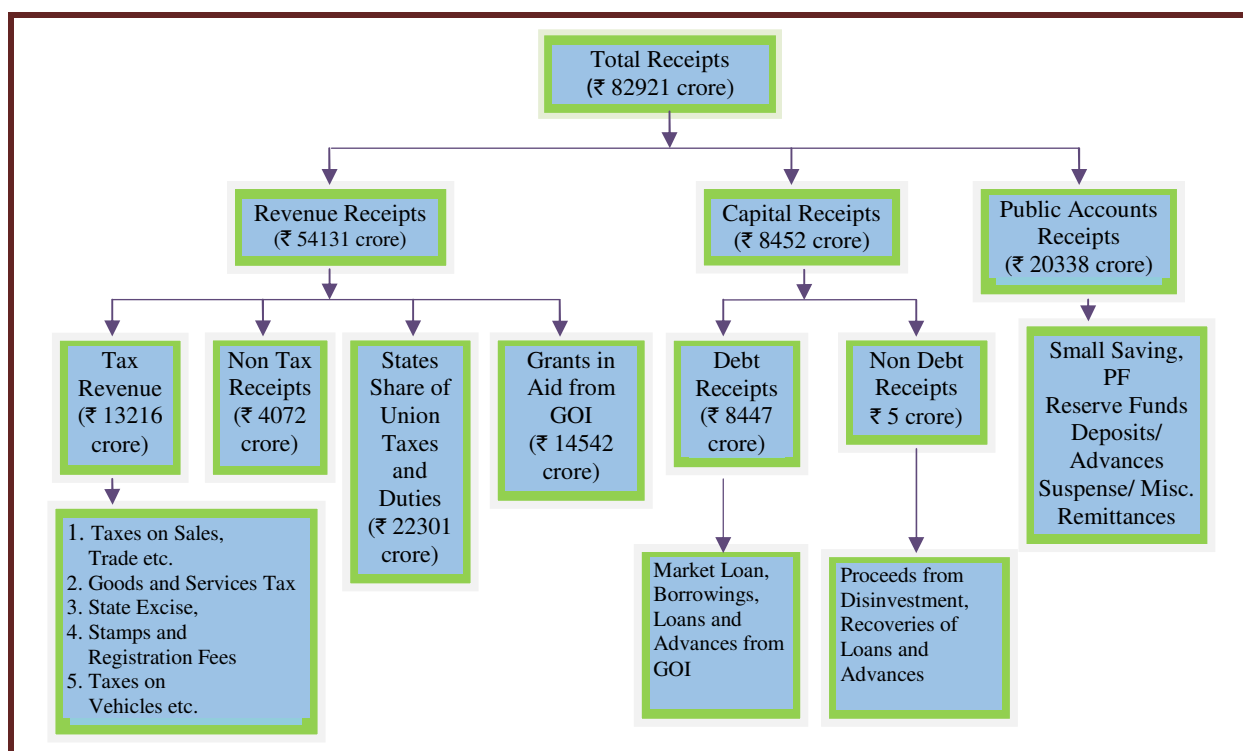 Total Receipts
(₹ 82921 crore)
Revenue Receipts
(₹ 54131 crore)
Capital Receipts
(₹ 8452 crore)
Public Accounts
Receipts
(₹ 20338 crore)
Tax
Revenue
(₹ 13216
crore)
Non Tax
Receipts
(₹ 4072
crore)
States
Share of
Union
Taxes
and
Duties
(₹ 22301
crore)
Grants in
Aid from
GOI
(₹ 14542
crore)
Debt
Receipts
(₹ 8447
crore)
Non Debt
Receipts
₹ 5 crore)
Small Saving,
PF
Reserve Funds
Deposits/
Advances
Suspense/ Misc.
Remittances
1. Taxes on Sales,
Trade etc.
2. Goods and Services Tax
3. State Excise,
4. Stamps and
Registration Fees
5. Taxes on
Vehicles etc.
Market Loan,
Borrowings,
Loans and
Advances from
GOI
Proceeds from
Disinvestment,
Recoveries of
Loans and
Advances